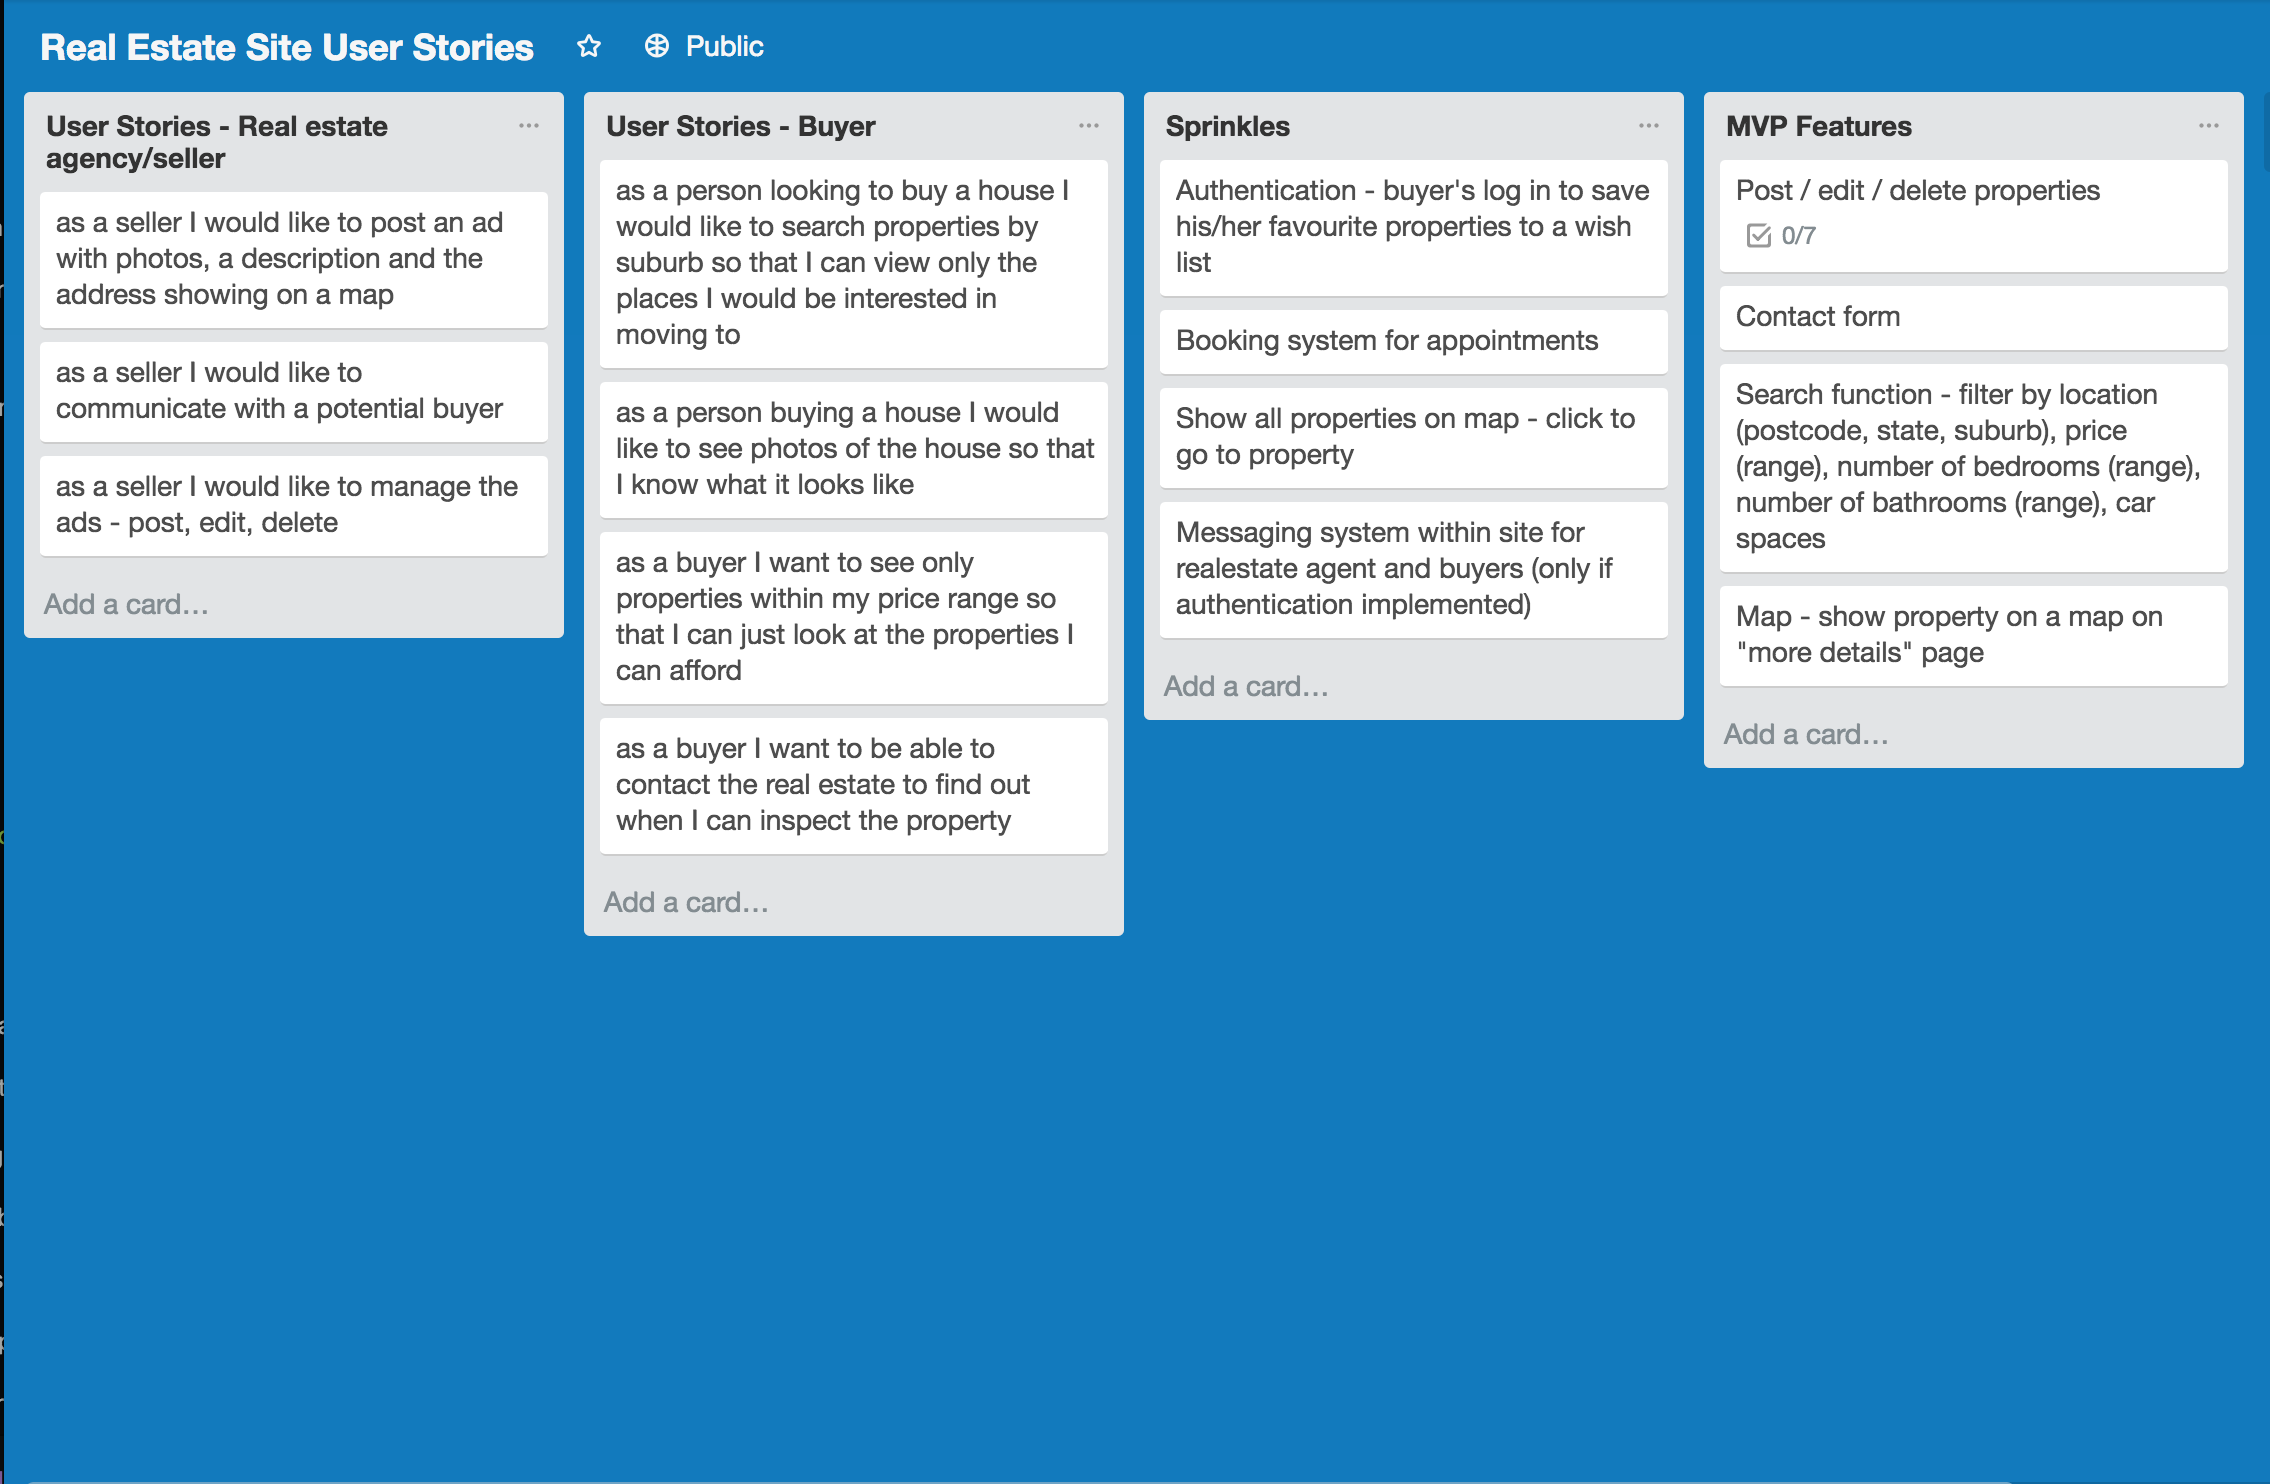 Real Estate Site User Stories
Public
User Stories - Real estate
agency/seller
as a seller I would like to post an ad
with photos, a description and the
address showing on a map
as a seller I would like to
communicate with a potential buyer
as a seller I would like to manage the
ads - post, edit, delete
Add a card...
User Stories - Buyer
as a person looking to buy a house I
would like to search properties by
suburb so that I can view only the
places I would be interested in
moving to
as a person buying a house I would
like to see photos of the house so that
I know what it looks like
as a buyer I want to see only
properties within my price range so
that I can just look at the properties I
can afford
as a buyer I want to be able to
contact the real estate to find out
when I can inspect the property
Add a card...
Sprinkles
Authentication - buyer's log in to save
his/her favourite properties to a wish
list
Booking system for appointments
Show all properties on map - click to
go to property
Messaging system within site for
realestate agent and buyers (only if
authentication implemented)
Add a card...
MVP Features
Post / edit / delete properties
0/7
Contact form
Search function - filter by location
(postcode, state, suburb), price
(range), number of bedrooms (range),
number of bathrooms (range), car
spaces
Map - show property on a map on
"more details" page
Add a card...